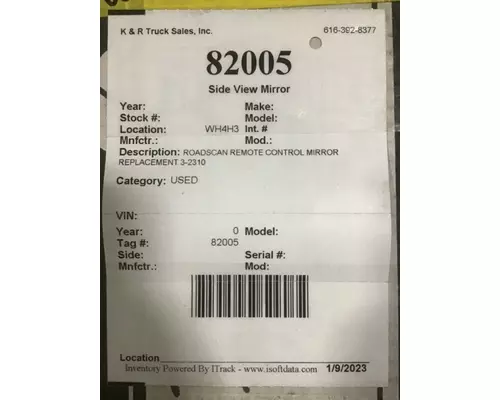 K & R Truck Sales, Inc. 616-392-8377
82005
Side View Mirror
Year: Make:
Stock #: Model:
Location: WH4H3 Int. #
Mnfctr.: Mod.:
Description: ROADSCAN REMOTE CONTROL MIRROR
REPLACEMENT 3-2310
Category: USED
VIN:
Year: 0 Model:
Tag #: 82005
Side: Serial #:
Mnfctr.: Mod:
Location
Inventory Powered By ITrack - www.isoftdata.com 1/9/2023